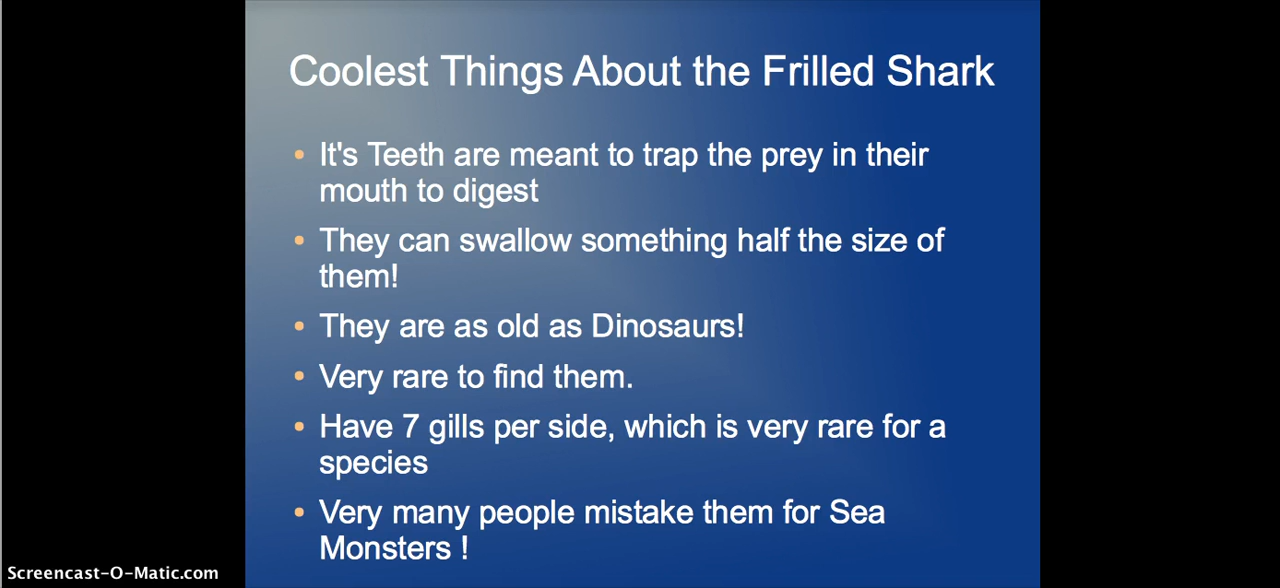 Coolest Things About the Frilled Shark
• It's Teeth are meant to trap the prey in their
mouth to digest
• They can swallow something half the size of
them!
• They are as old as Dinosaurs!
• Very rare to find them.
• Have 7 gills per side, which is very rare for a
species
• Very many people mistake them for Sea
Monsters !
Screencast-O-Matic.com